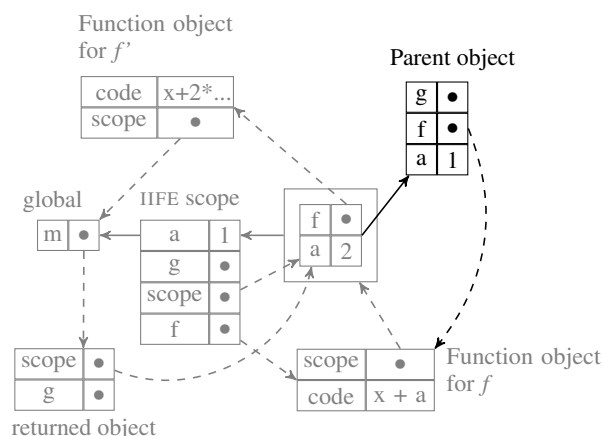 Function object
for f’
Parent object
code x+2*...
scope
g
f
a 1
global
IIFE scope
m
a 1
g
scope
f
f
a 2
scope
g
returned object
scope
code x + a
Function object
for f